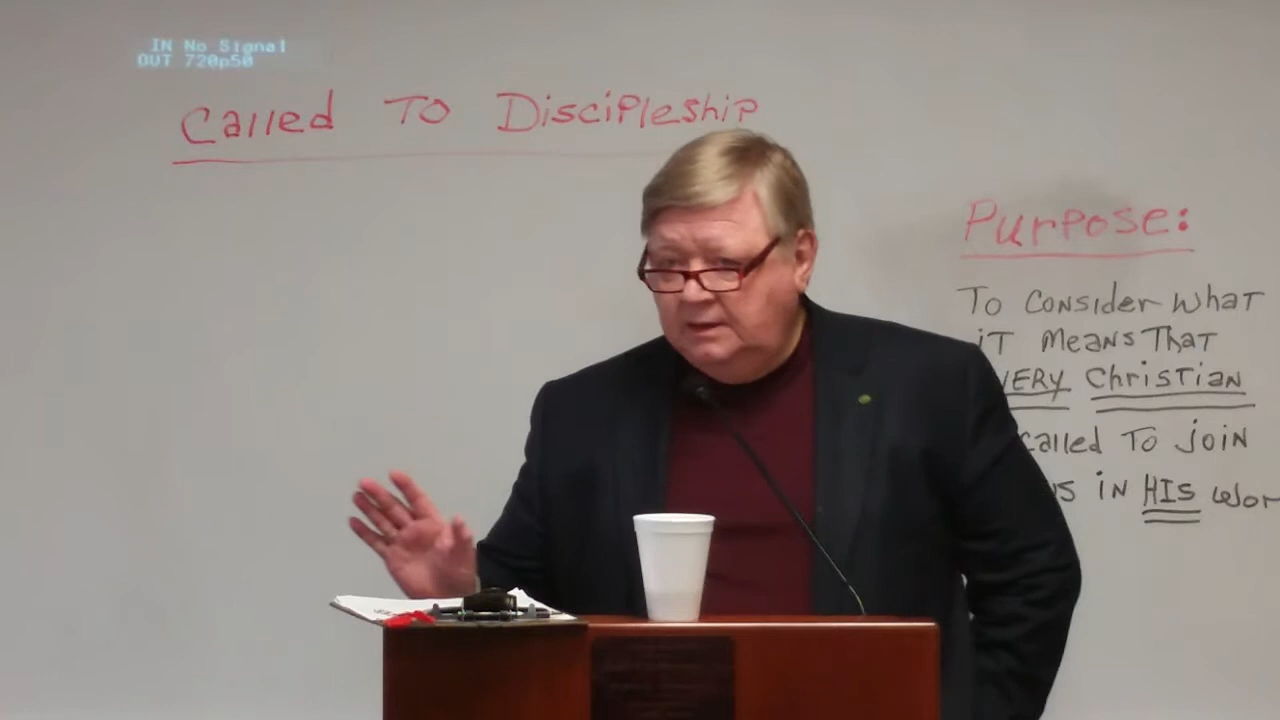 IN No Signal
OUT 720p50
Called To Discipleship
Purpose:
To Consider what
iT Means That
Christian
called To join
in HIS